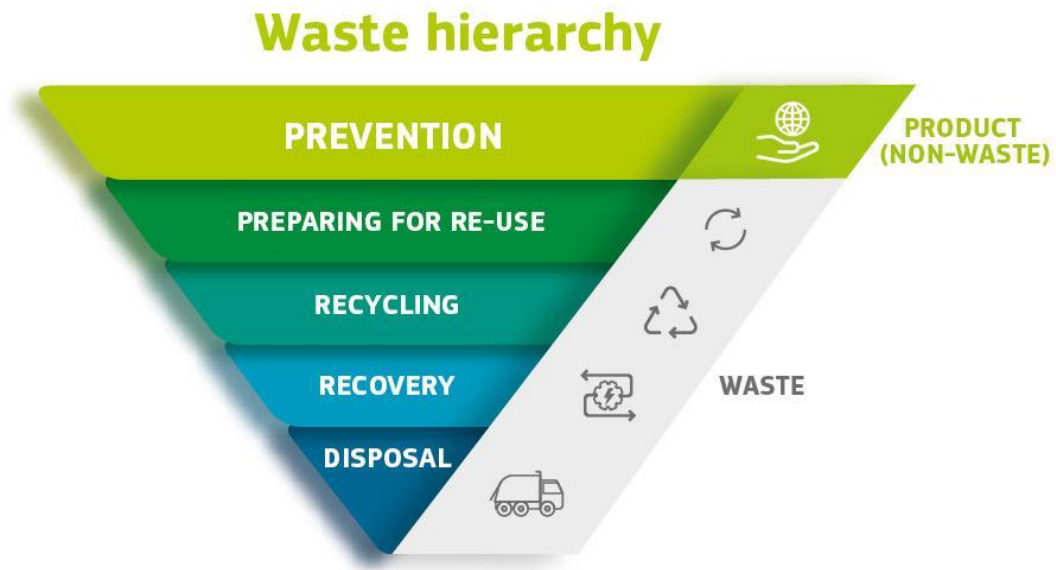 Waste hierarchy
PREVENTION
PRODUCT
(NON-WASTE)
PREPARING FOR RE-USE
RECYCLING
RECOVERY
WASTE
DISPOSAL